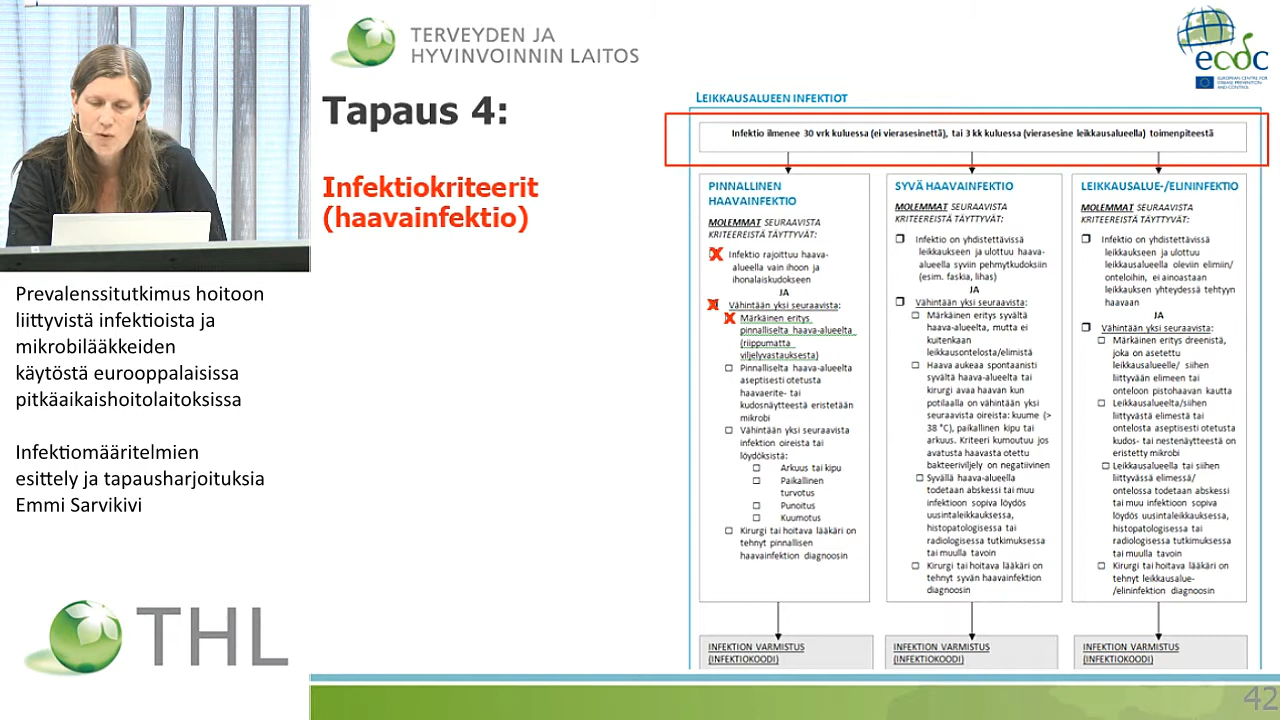 TERVEYDEN JA
HYVINVOINNIN LAITOS
ecdc
EUROPEAN CENTRE FOR
DISEASE PREVENTION
AND CONTROL
Tapaus 4:
Infektiokriteerit
(haavainfektio)
Prevalenssitutkimus hoitoon
liittyvistä infektioista ja
mikrobilääkkeiden
käytöstä eurooppalaisissa
pitkäaikaishoitolaitoksissa
Infektiomääritelmien
esittely ja tapausharjoituksia
Emmi Sarvikivi
THL
LEIKKAUSALUEEN INFEKTIOT
Infektio ilmenee 30 vrk kuluessa (ei vierasesinettä), tai 3 kk kuluessa (vierasesine leikkausalueella) toimenpiteestä
PINNALLINEN
HAAVAINFEKTIO
MOLEMMAT SEURAAVISTA
KRITEEREISTÄ TÄYTTYVÄT:
Infektio rajoittuu haava-
alueella vain ihoon ja
ihonalaiskudokseen
JA
Vähintään yksi seuraavista:
Märkäinen eritys
pinnalliselta haava-alueelta
(riippumatta
viljelyvastauksesta)
Pinnalliselta haava-alueelta
aseptisesti otetusta
haavaerite- tai
kudosnäytteestä eristetään
mikrobi
Vähintään yksi seuraavista
infektion oireista tai
löydöksistä:
Arkuus tai kipu
Paikallinen
turvotus
Punoitus
Kuumotus
Kirurgi tai hoitava lääkäri on
tehnyt pinnallisen
haavainfektion diagnoosin
INFEKTION VARMISTUS
(INFEKTIOKOODI)
SYVÄ HAAVAINFEKTIO
MOLEMMAT SEURAAVISTA
KRITEEREISTÄ TÄYTTYVÄT:
Infektio on yhdistettävissä
leikkaukseen ja ulottuu haava-
alueella syviin pehmytkudoksiin
(esim. faskia, lihas)
JA
Vähintään yksi seuraavista:
Märkäinen eritys syvältä
haava-alueelta, mutta ei
kuitenkaan
leikkausontelosta/elimistä
Haava aukeaa spontaanisti
syvältä haava-alueelta tai
kirurgi avaa haavan kun
potilaalla on vähintään yksi
seuraavista oireista: kuume (>
38 °C), paikallinen kipu tai
arkuus. Kriteeri kumoutuu jos
avatusta haavasta otettu
bakteeriviljely on negatiivinen
Syvällä haava-alueella
todetaan abskessi tai muu
infektioon sopiva löydös
uusintaleikkauksessa,
histopatologisessa tai
radiologisessa tutkimuksessa
tai muulla tavoin
Kirurgi tai hoitava lääkäri on
tehnyt syvän haavainfektion
diagnoosin
INFEKTION VARMISTUS
(INFEKTIOKOODI)
LEIKKAUSALUE-/ELININFEKTIO
MOLEMMAT SEURAAVISTA
KRITEEREISTÄ TÄYTTYVÄT:
Infektio on yhdistettävissä
leikkaukseen ja ulottuu
leikkausalueella oleviin elimiin/
onteloihin, ei ainoastaan
leikkauksen yhteydessä tehtyyn
haavaan
JA
Vähintään yksi seuraavista:
Märkäinen eritys dreenistä,
joka on asetettu
leikkausalueelle/ siihen
liittyvään elimeen tai
onteloon pistohaavan kautta
Leikkausalueelta/siihen
liittyvästä elimestä tai
ontelosta aseptisesti otetusta
kudos- tai nestenäytteestä on
eristetty mikrobi
Leikkausalueella tai siihen
liittyvässä elimessä/
ontelossa todetaan abskessi
tai muu infektioon sopiva
löydös uusintaleikkauksessa,
histopatologisessa tai
radiologisessa tutkimuksessa
tai muulla tavoin
Kirurgi tai hoitava lääkäri on
tehnyt leikkausalue-
/elininfektion diagnoosin
INFEKTION VARMISTUS
(INFEKTIOKOODI)
42